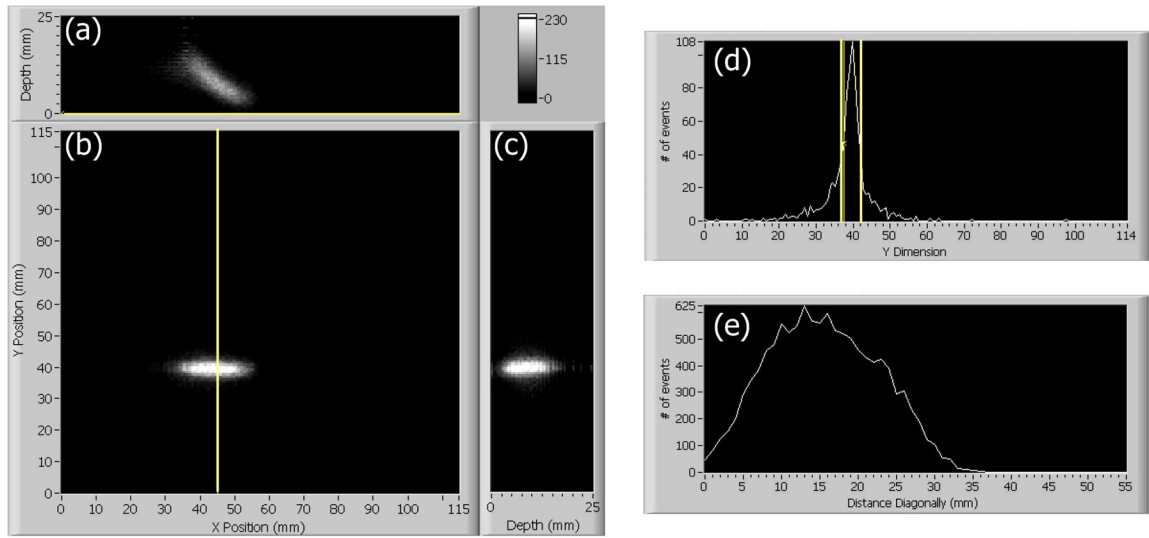 (a)
Depth (mm)
25
0
230
115
0
(b)
Y Position (mm)
115
100
90
80
70
60
50
40
30
20
10
0
0 10 20 30 40 50 60 70 80 90 100 115
X Position (mm)
(c)
0 25
Depth (mm)
(d)
# of events
108
80
60
40
20
0
0 10 20 30 40 50 60 70 80 90 100 114
Y Dimension
(e)
# of events
625
500
400
300
200
100
0
0 5 10 15 20 25 30 35 40 45 50 55
Distance Diagonally (mm)